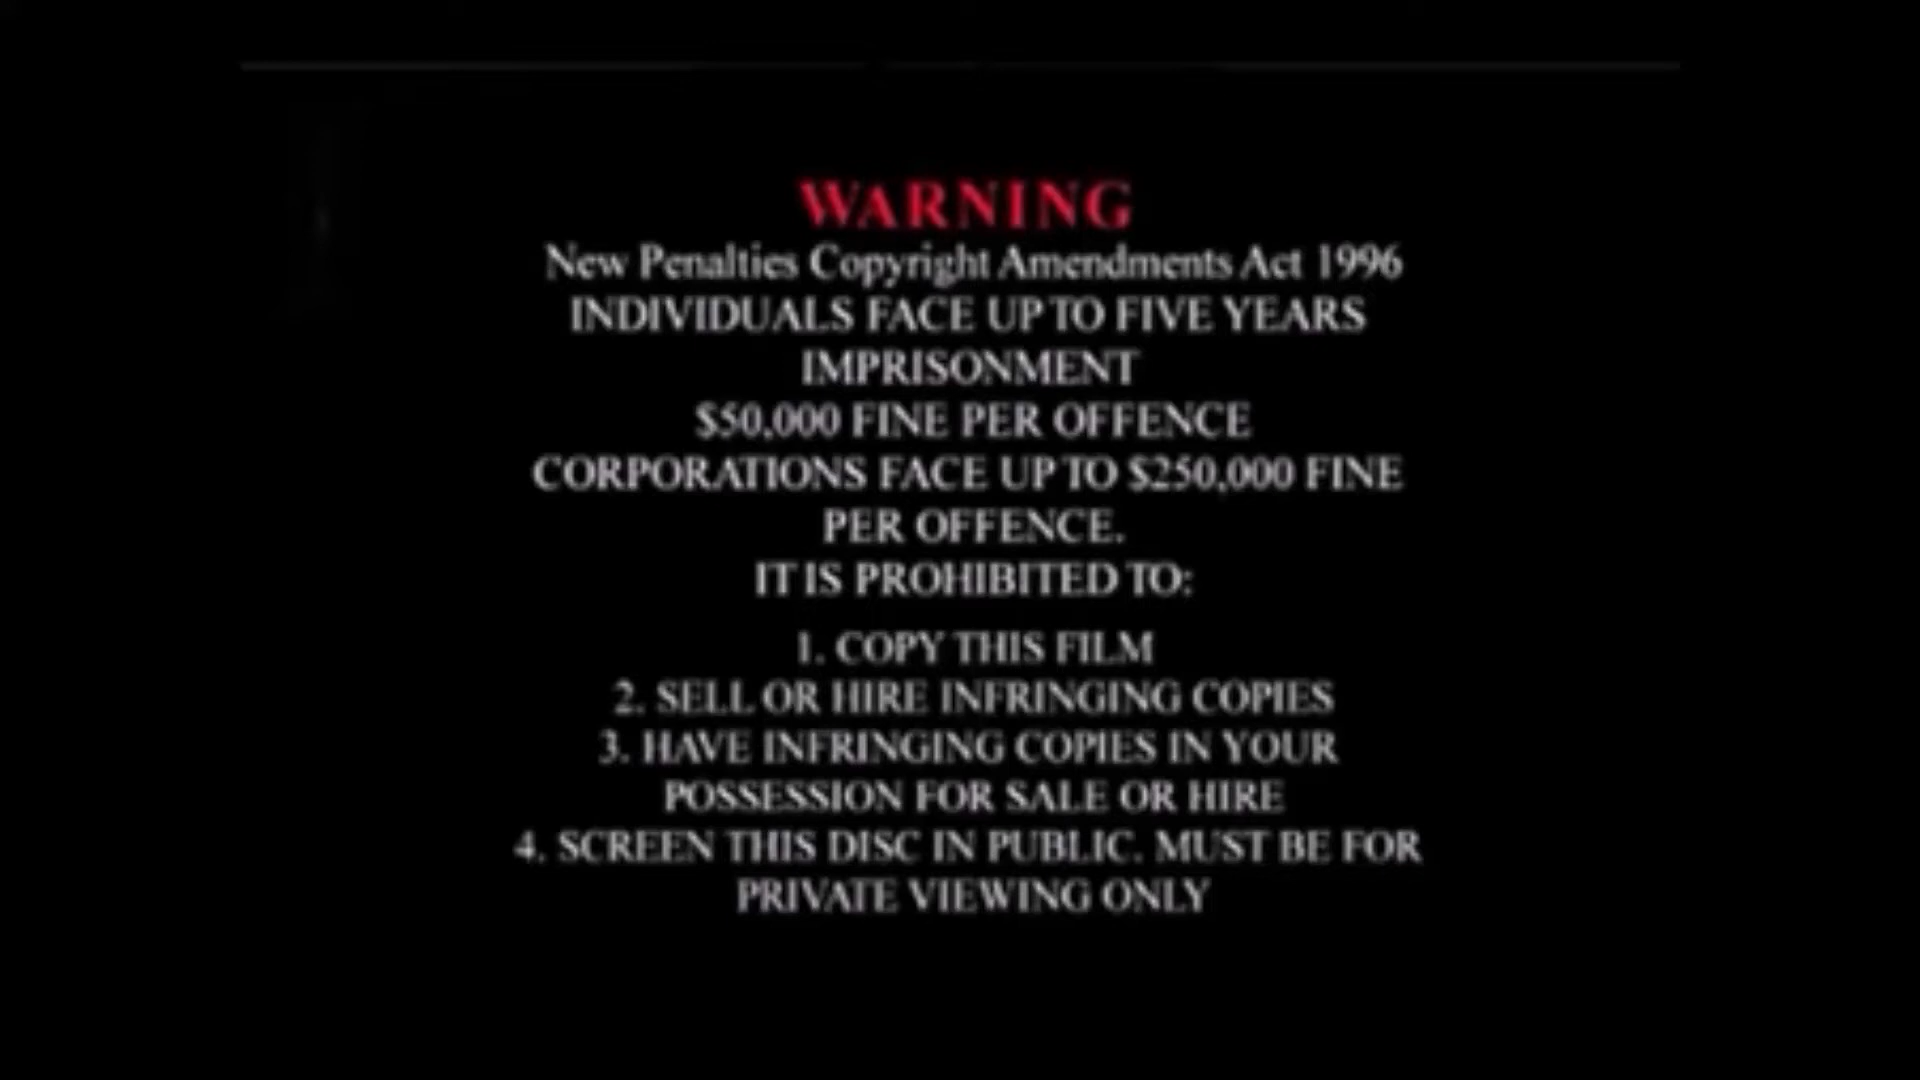 WARNING
New Penalties Copyright Amendments Act 1996
INDIVIDUALS FACE UP TO FIVE YEARS
IMPRISONMENT
$50,000 FINE PER OFFENCE
CORPORATIONS FACE UP TO $250,000 FINE
PER OFFENCE.
IT IS PROHIBITED TO:
1. COPY THIS FILM
2. SELL OR HIRE INFRINGING COPIES
3. HAVE INFRINGING COPIES IN YOUR
POSSESSION FOR SALE OR HIRE
4. SCREEN THIS DISC IN PUBLIC. MUST BE FOR
PRIVATE VIEWING ONLY